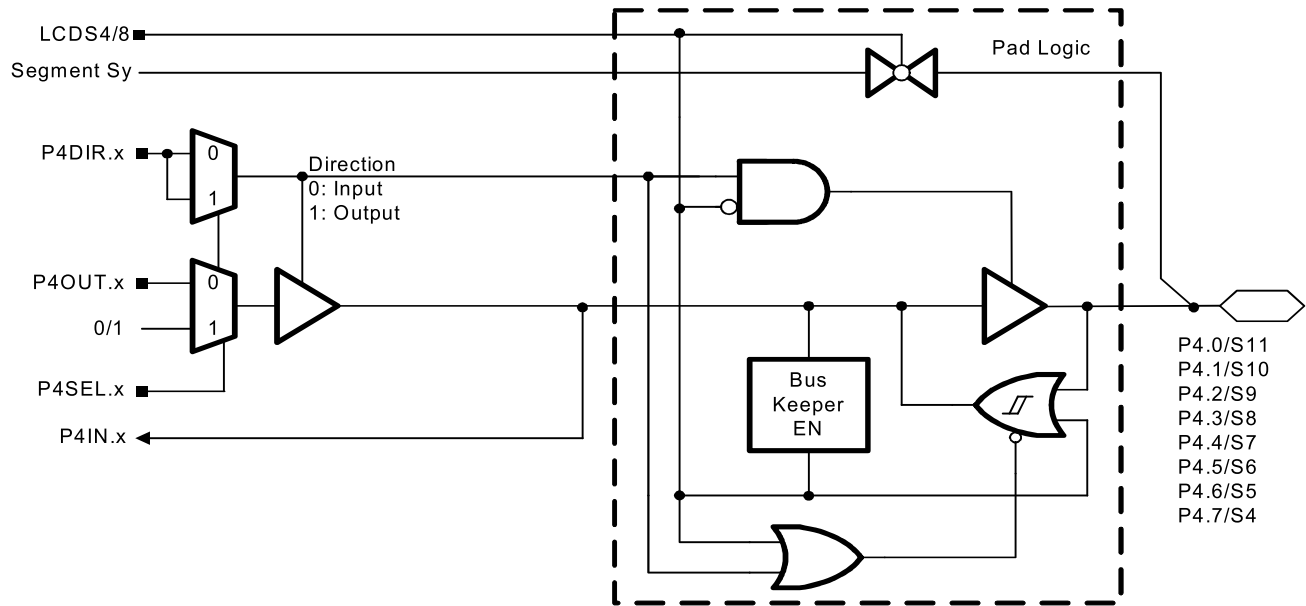 LCDS4/8
Pad Logic
Segment Sy
P4DIR.x
0
1
Direction
0: Input
1: Output
P4OUT.x
0
0/1
1
P4SEL.x
P4IN.x
Bus
Keeper
EN
P4.0/S11
P4.1/S10
P4.2/S9
P4.3/S8
P4.4/S7
P4.5/S6
P4.6/S5
P4.7/S4